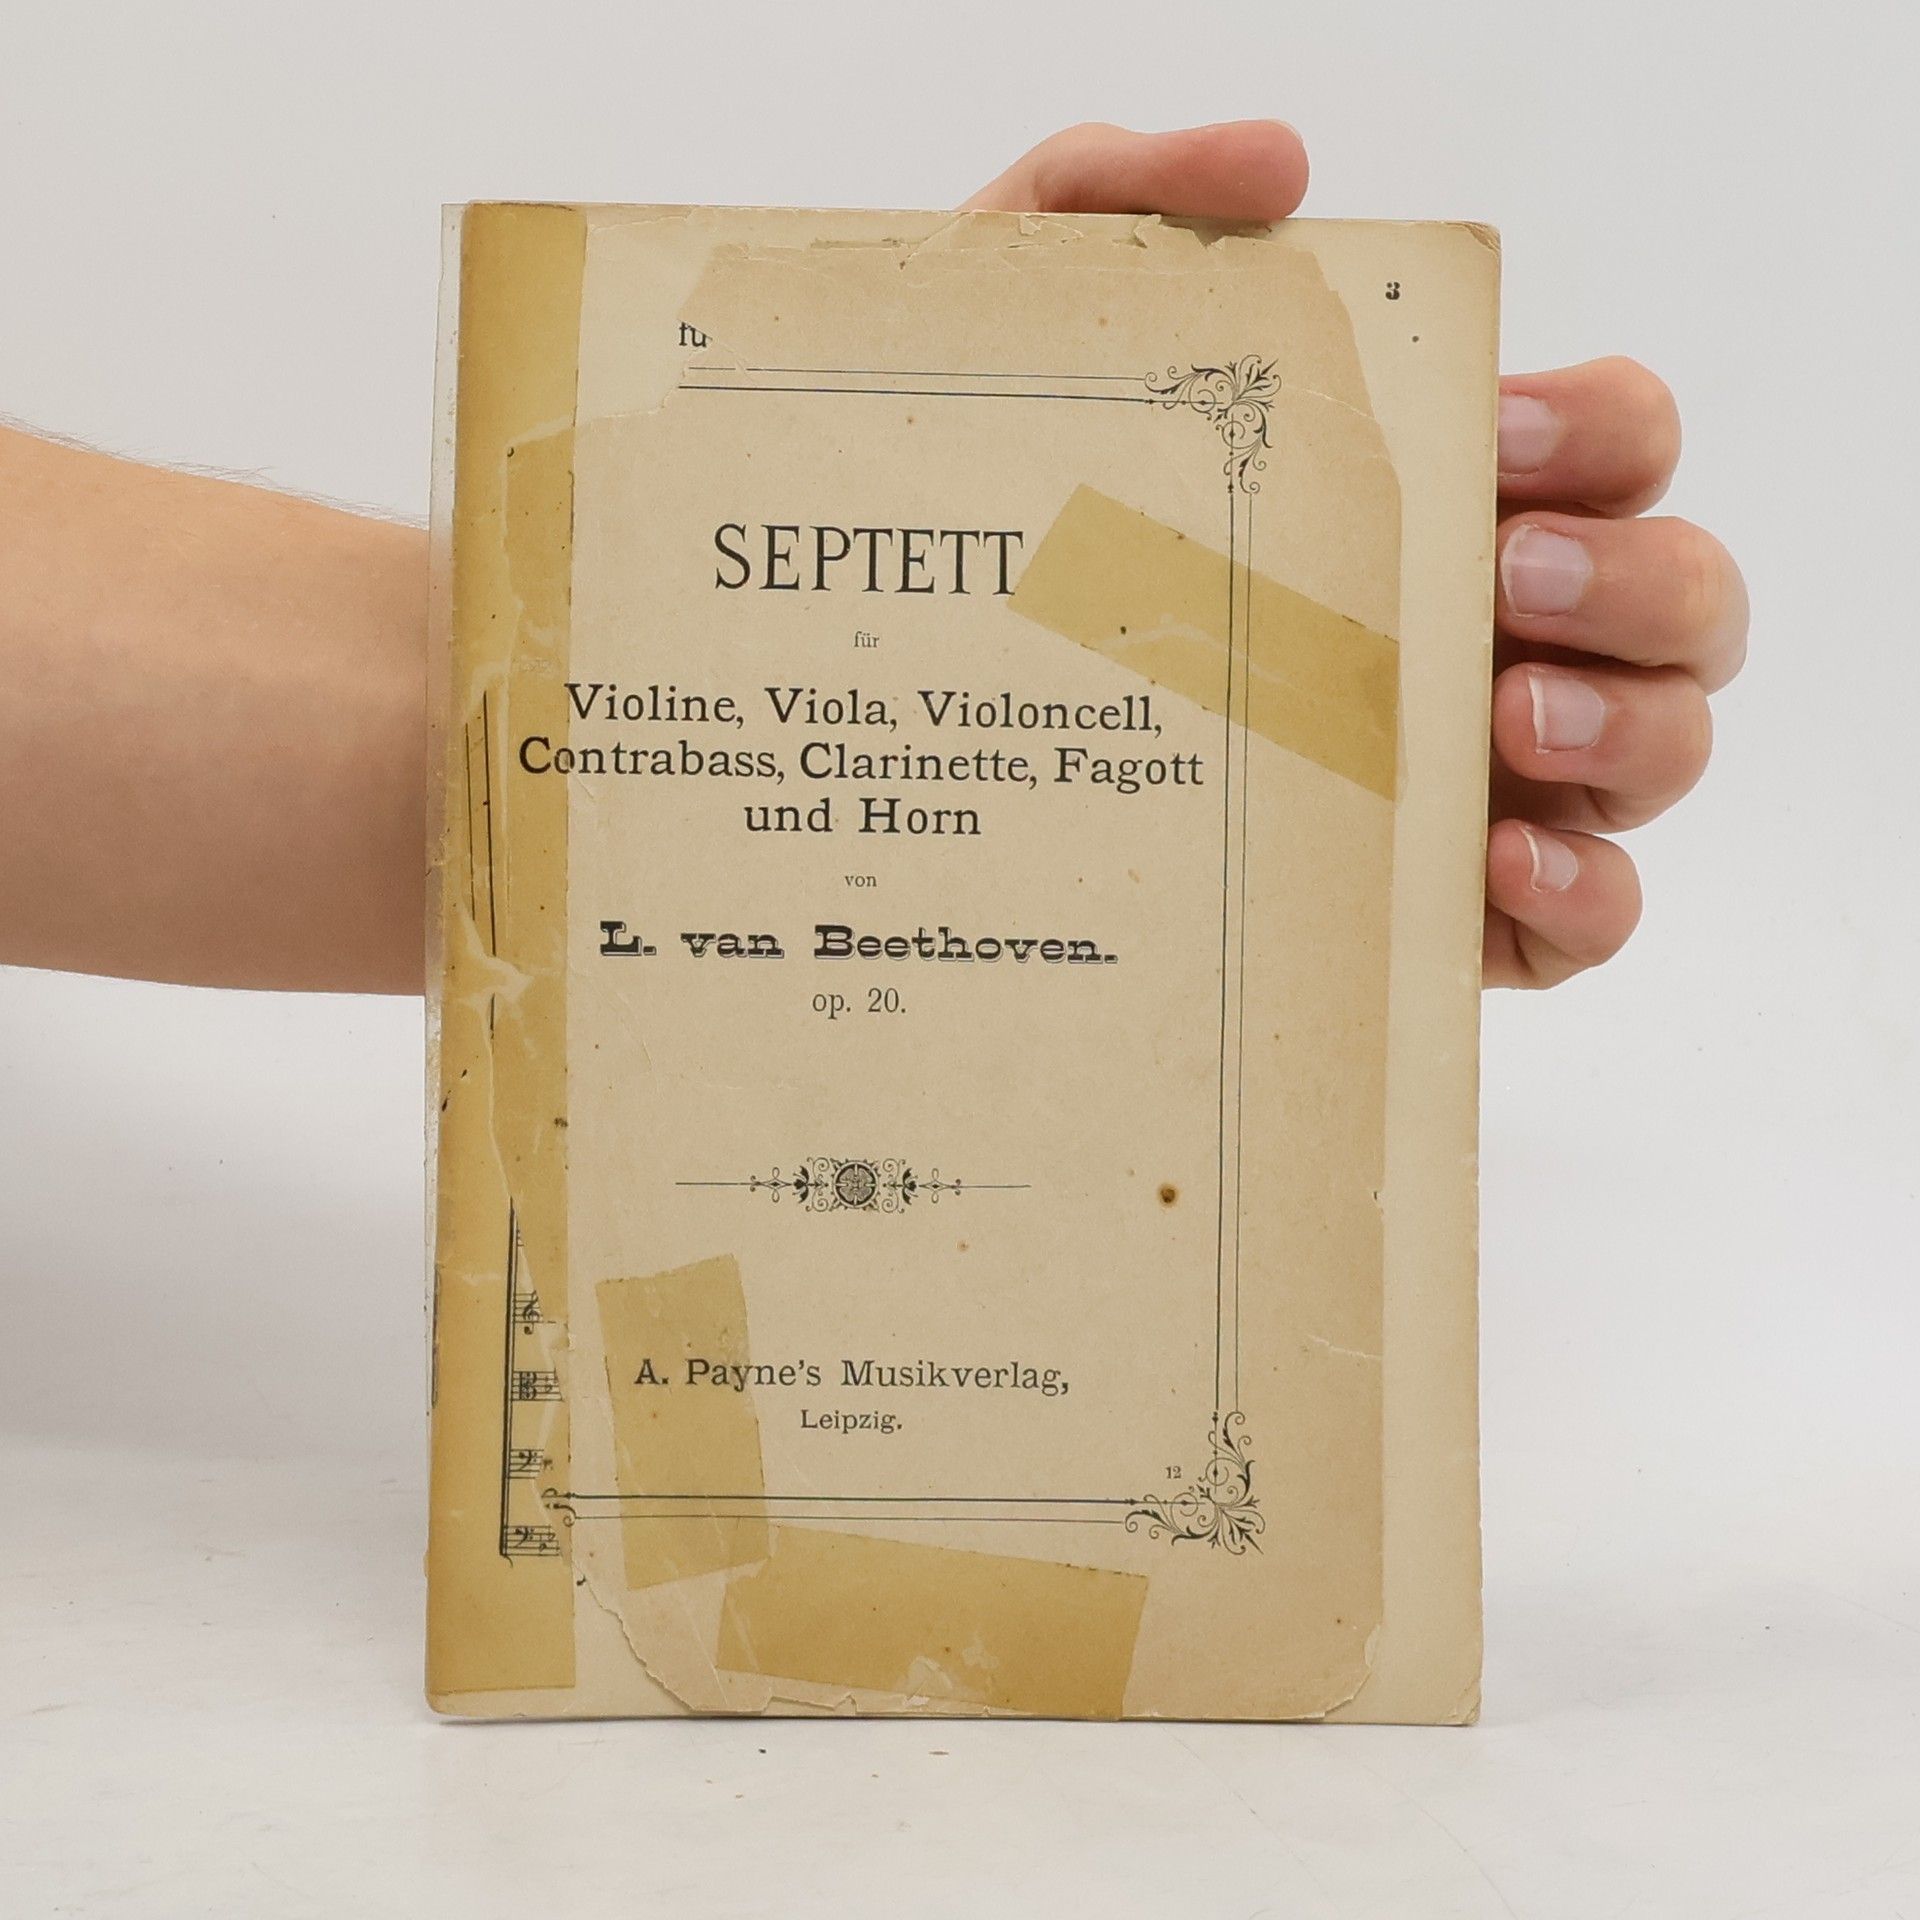 3
fü
SEPTETT
für
Violine, Viola, Violoncell,
Contrabass, Clarinette, Fagott
und Horn
von
L. van Beethoven.
op. 20.
A. Payne's Musikverlag,
Leipzig.
12